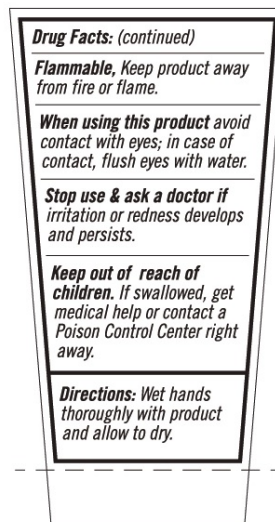 Drug Facts: (continued)
Flammable, Keep product away
from fire or flame.
When using this product avoid
contact with eyes; in case of
contact, flush eyes with water.
Stop use & ask a doctor if
irritation or redness develops
and persists.
Keep out of reach of
children. If swallowed, get
medical help or contact a
Poison Control Center right
away.
Directions: Wet hands
thoroughly with product
and allow to dry.